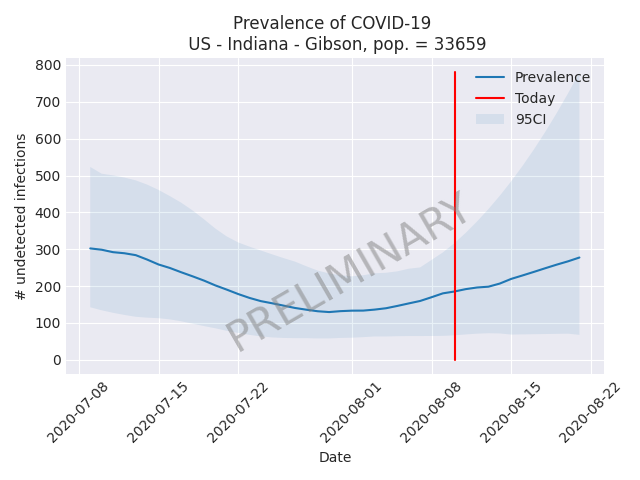 Prevalence of COVID-19
US - Indiana - Gibson, pop. = 33659
# undetected infections
800
700
600
500
400
300
200
100
0
Prevalence
Today
95CI
PRELIMINARY
2020-07-08
2020-07-15
2020-07-22
2020-08-01
2020-08-08
2020-08-15
2020-08-22
Date